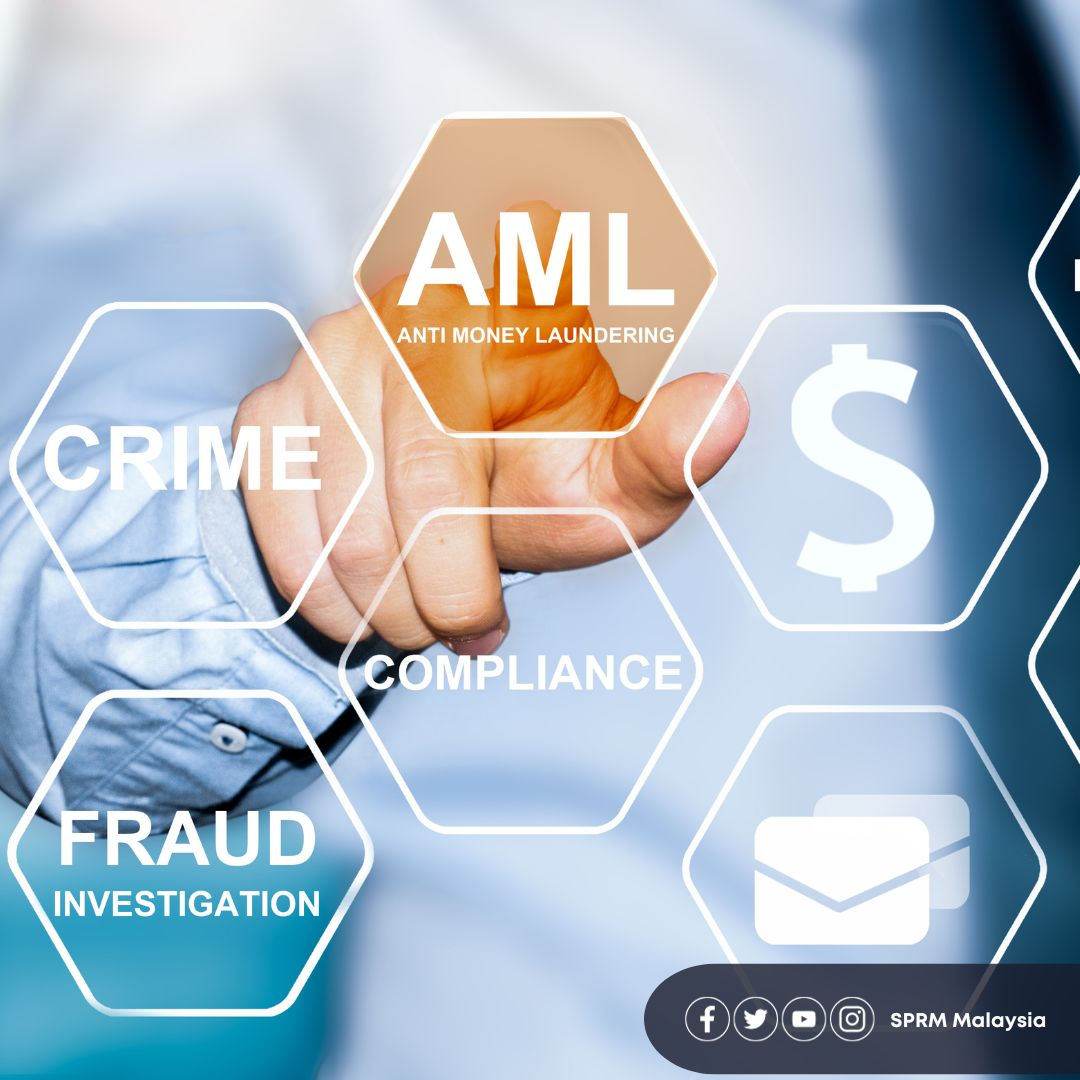 AML
ANTI MONEY LAUNDERING
CRIME
$
COMPLIANCE
FRAUD
INVESTIGATION
SPRM Malaysia